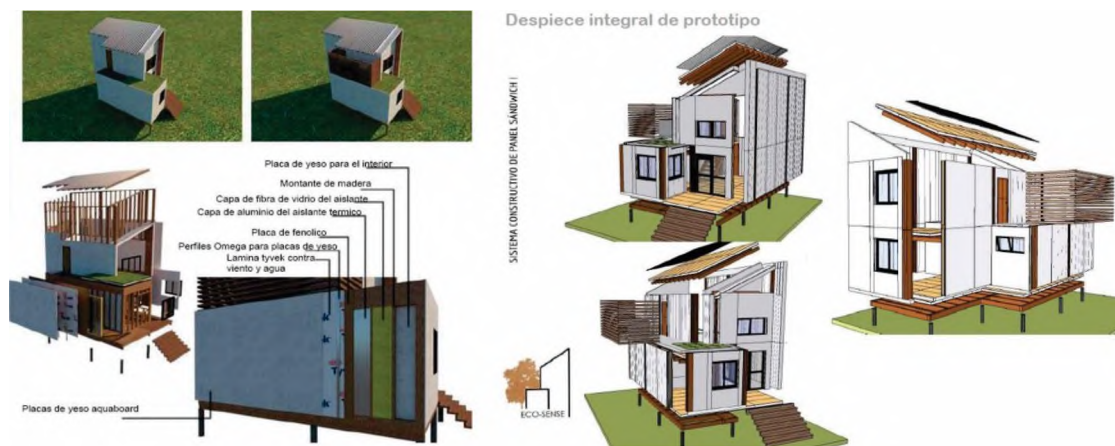 Despiece integral de prototipo
SISTEMA CONSTRUCTIVO DE PANEL SÁNDWICH I
Placa de yeso para el interior
Montante de madera
Capa de fibra de vidrio del aislante
Capa de aluminio del aislante termico
Placa de fenolico
Perfiles Omega para placas de yeso
Lamina tyvek contra
viento y agua
Placas de yeso aquaboard
ECO-SENSE